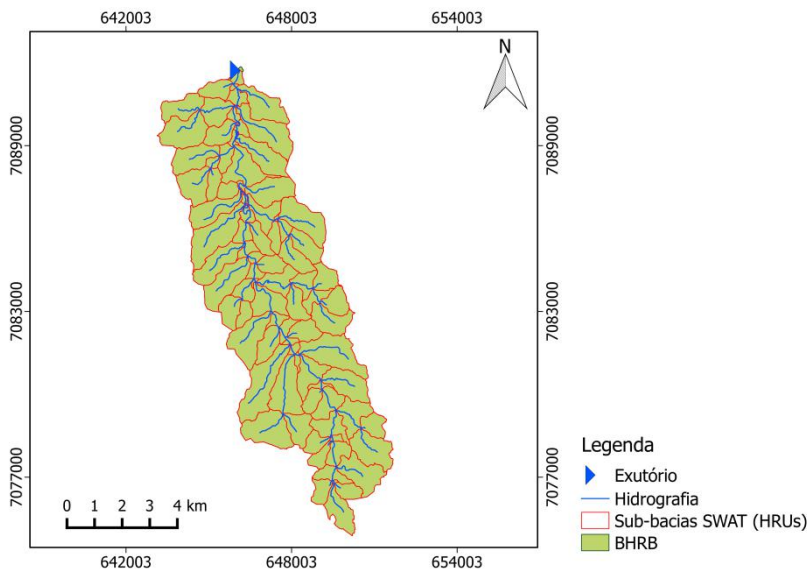 642003 648003 654003
N
7089000 7089000
7083000 7083000
7077000 7077000
0 1 2 3 4 km
642003 648003 654003
Legenda
Exutório
Hidrografia
Sub-bacias SWAT (HRUs)
BHRB